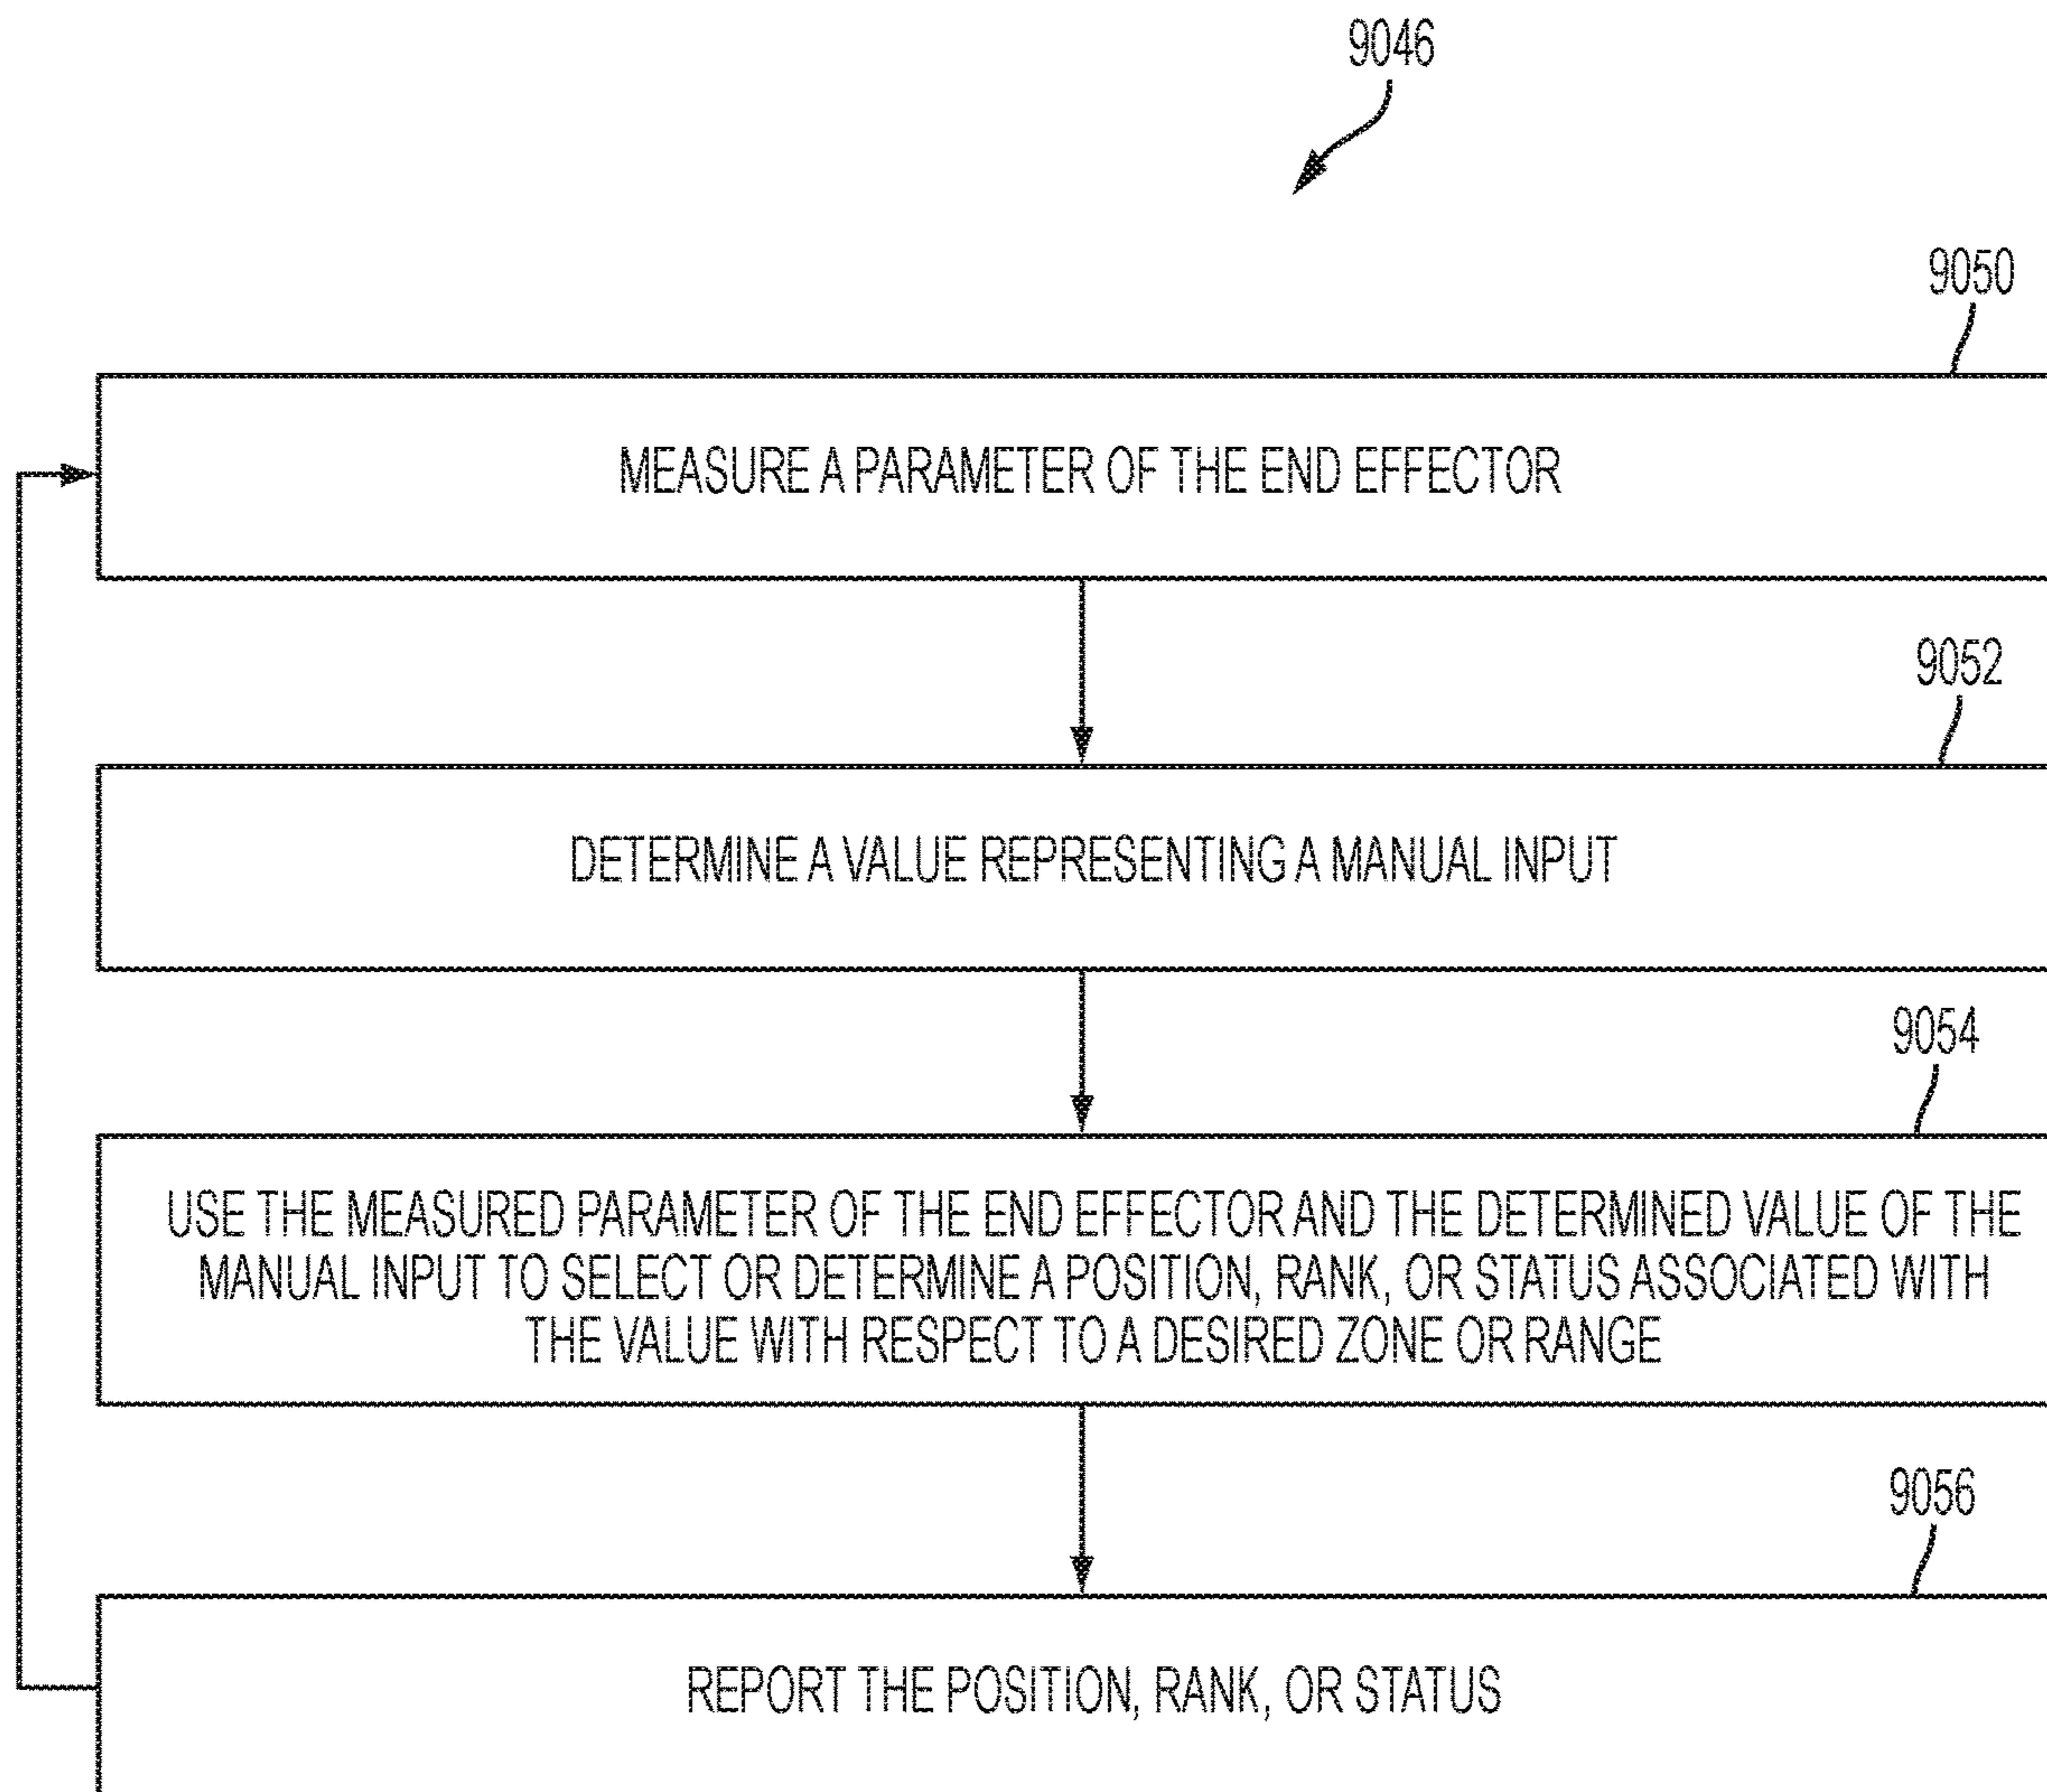 9046
9050
MEASURE A PARAMETER OF THE END EFFECTOR
9052
DETERMINE A VALUE REPRESENTING A MANUAL INPUT
9054
USE THE MEASURED PARAMETER OF THE END EFFECTOR AND THE DETERMINED VALUE OF THE
MANUAL INPUT TO SELECT OR DETERMINE A POSITION, RANK, OR STATUS ASSOCIATED WITH
THE VALUE WITH RESPECT TO A DESIRED ZONE OR RANGE
9056
REPORT THE POSITION, RANK, OR STATUS